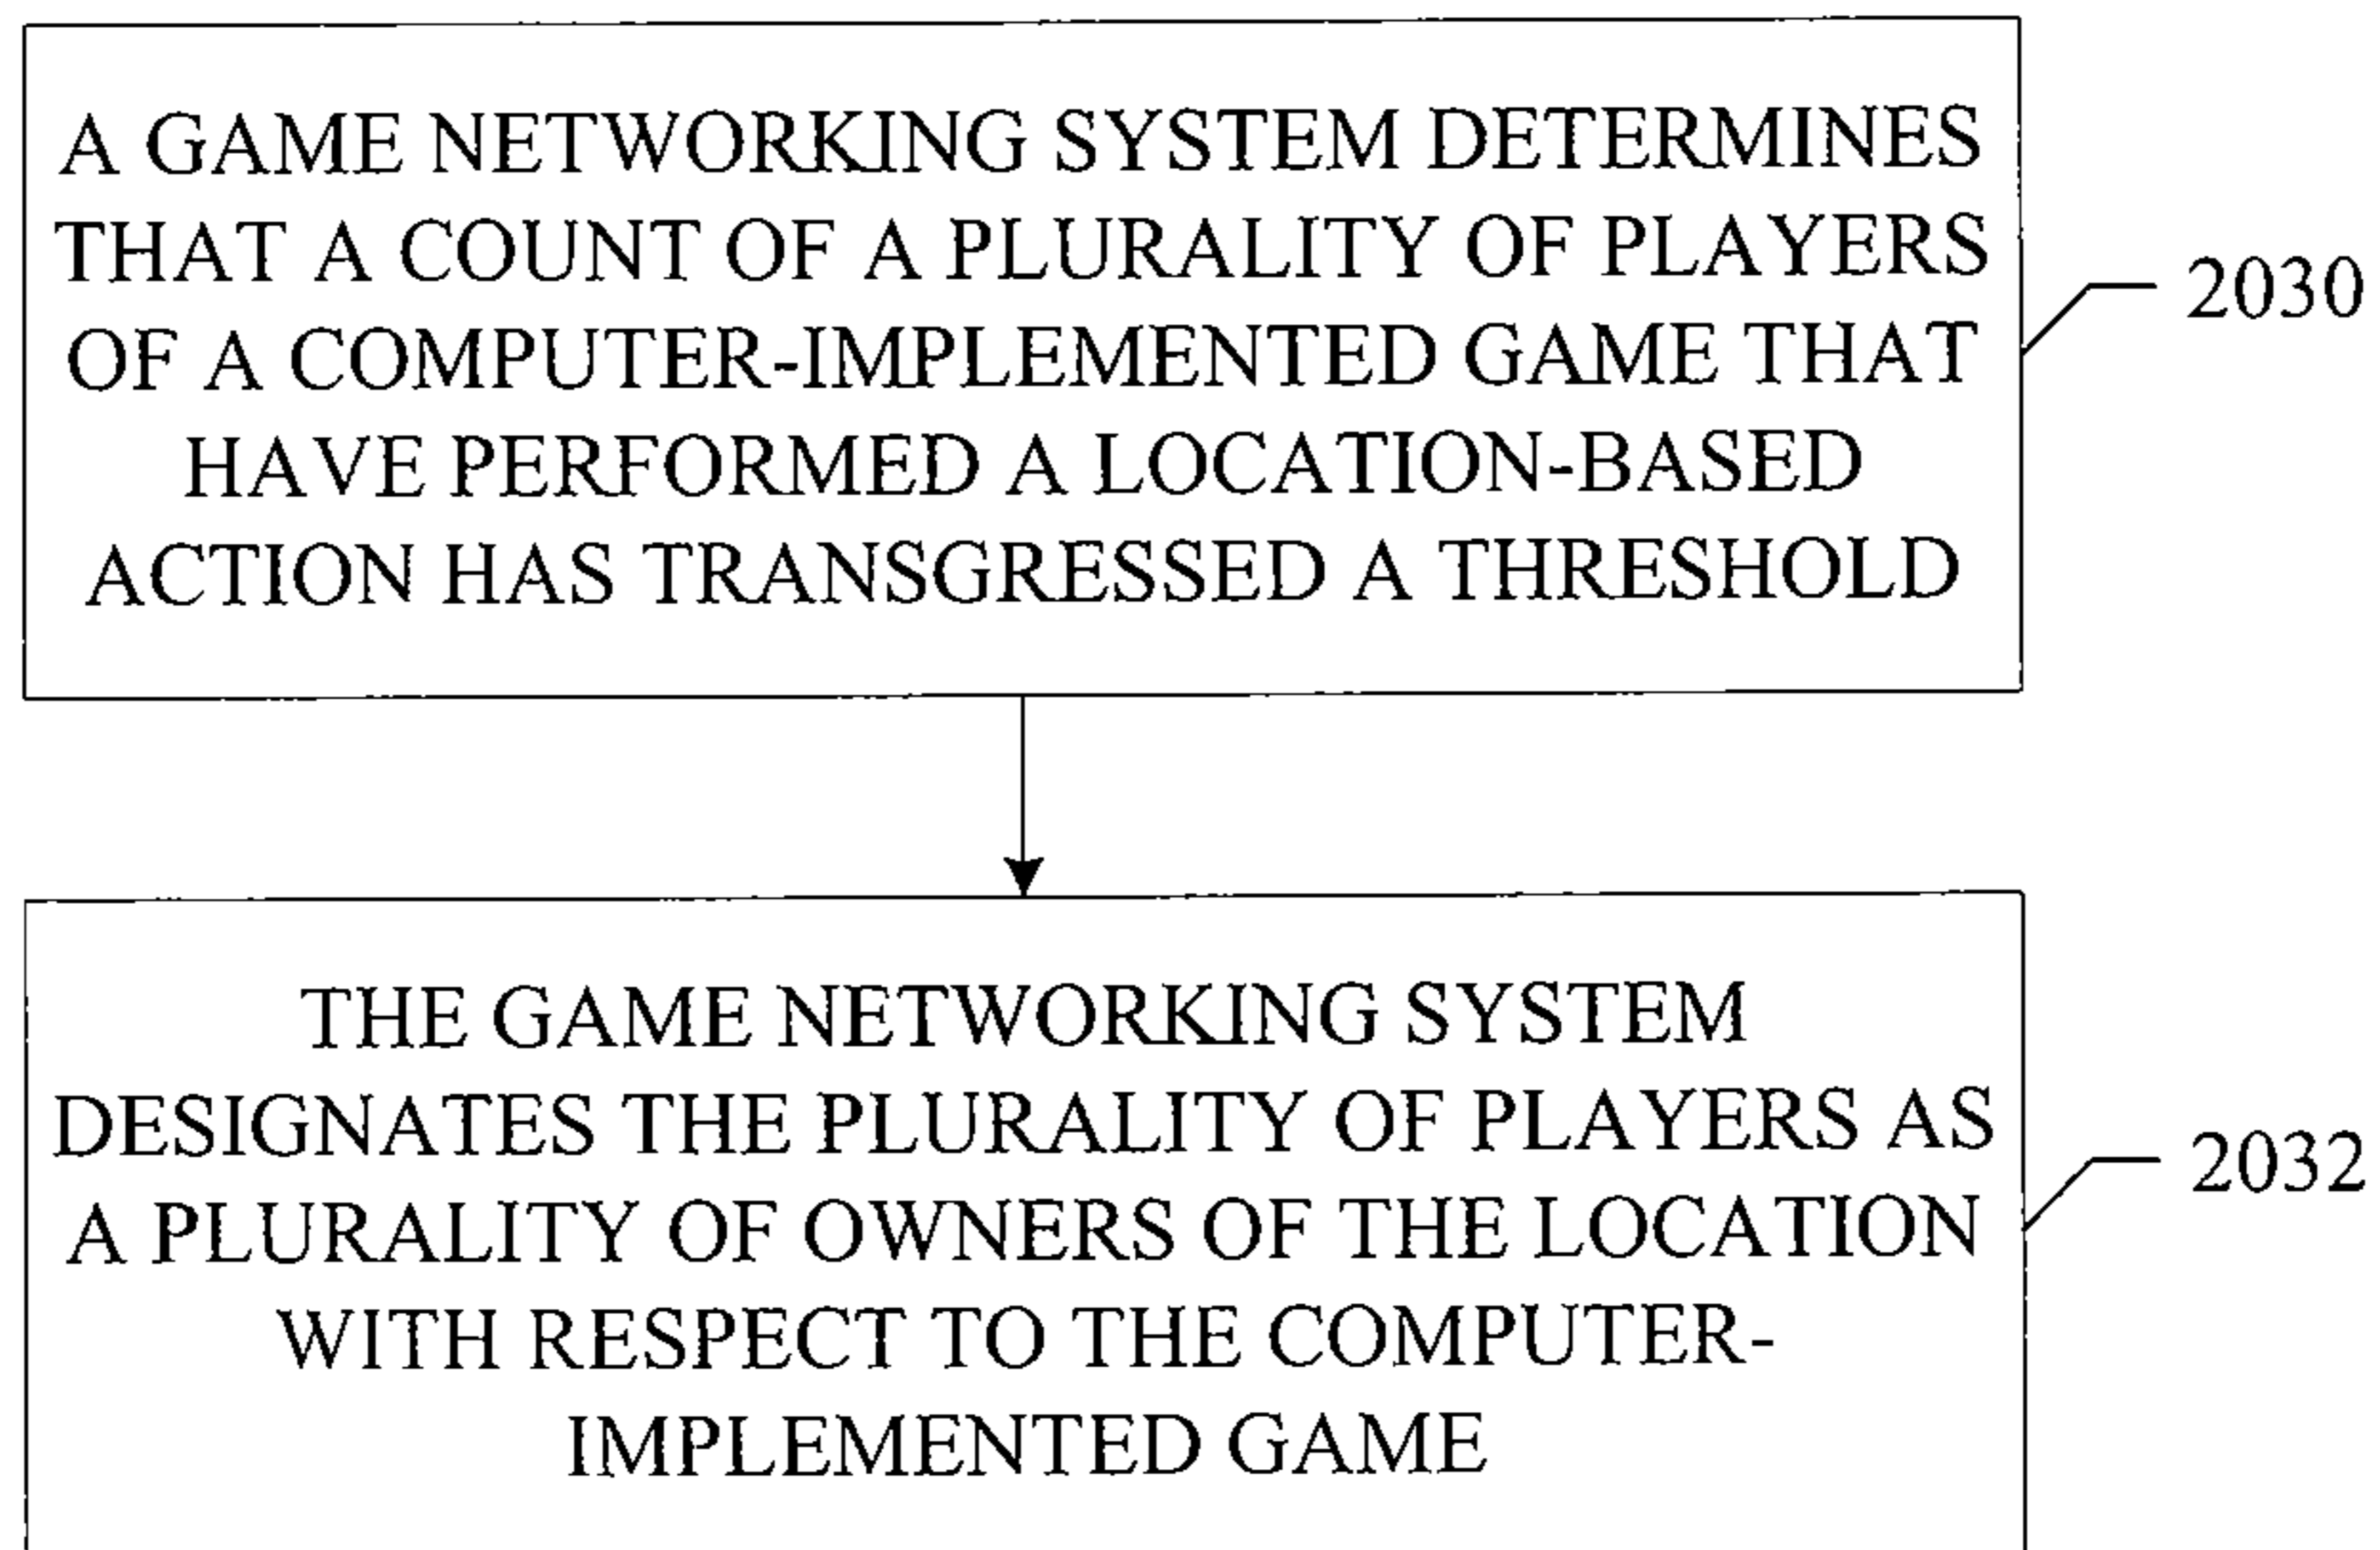 A GAME NETWORKING SYSTEM DETERMINES
THAT A COUNT OF A PLURALITY OF PLAYERS
OF A COMPUTER-IMPLEMENTED GAME THAT
HAVE PERFORMED A LOCATION-BASED
ACTION HAS TRANSGRESSED A THRESHOLD
2030
THE GAME NETWORKING SYSTEM
DESIGNATES THE PLURALITY OF PLAYERS AS
A PLURALITY OF OWNERS OF THE LOCATION
WITH RESPECT TO THE COMPUTER-
IMPLEMENTED GAME
2032